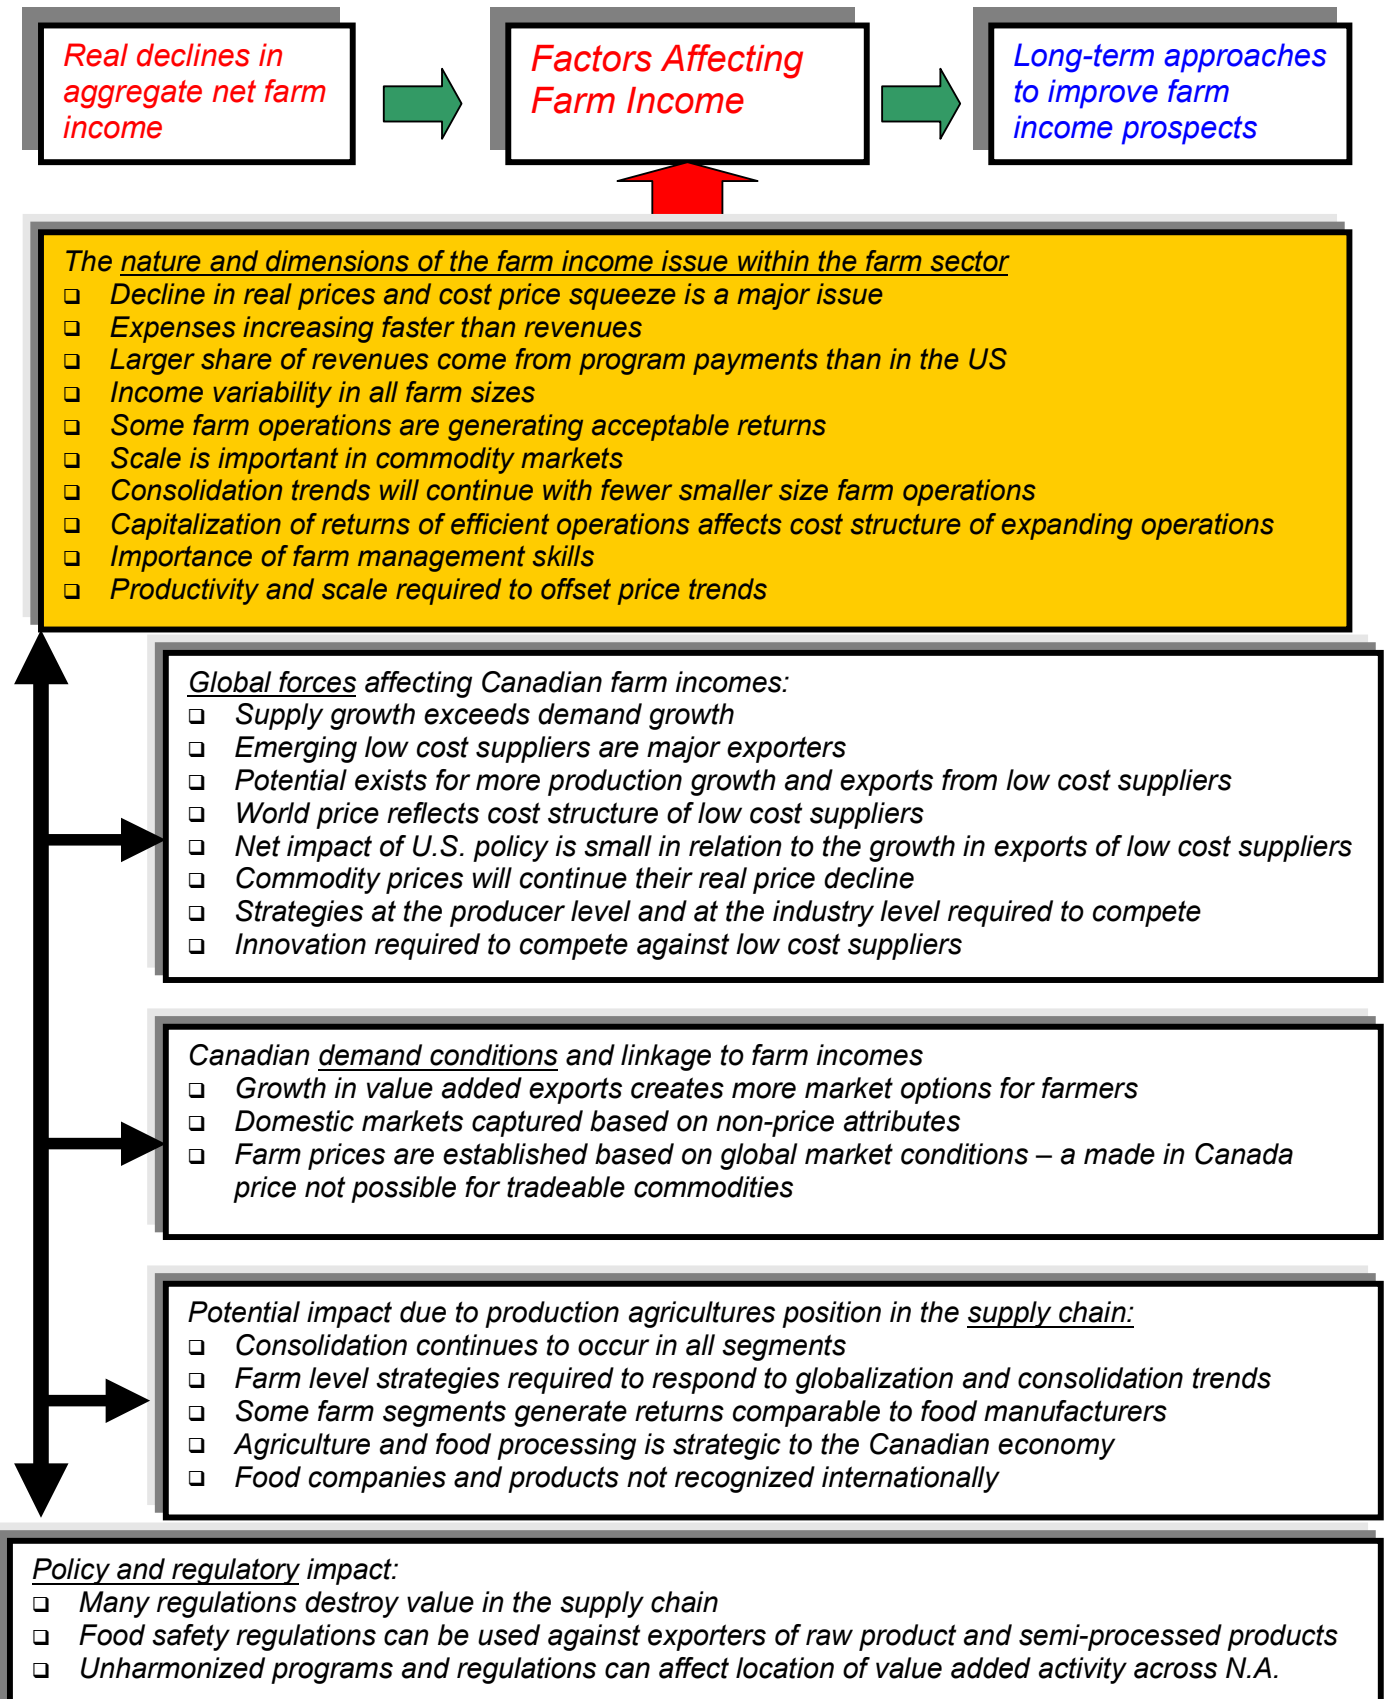 Real declines in
aggregate net farm
income
Factors Affecting
Farm Income
Long-term approaches
to improve farm
income prospects
The nature and dimensions of the farm income issue within the farm sector
❑ Decline in real prices and cost price squeeze is a major issue
❑ Expenses increasing faster than revenues
❑ Larger share of revenues come from program payments than in the US
❑ Income variability in all farm sizes
❑ Some farm operations are generating acceptable returns
❑ Scale is important in commodity markets
❑ Consolidation trends will continue with fewer smaller size farm operations
❑ Capitalization of returns of efficient operations affects cost structure of expanding operations
❑ Importance of farm management skills
❑ Productivity and scale required to offset price trends
Global forces affecting Canadian farm incomes:
❑ Supply growth exceeds demand growth
❑ Emerging low cost suppliers are major exporters
❑ Potential exists for more production growth and exports from low cost suppliers
❑ World price reflects cost structure of low cost suppliers
❑ Net impact of U.S. policy is small in relation to the growth in exports of low cost suppliers
❑ Commodity prices will continue their real price decline
❑ Strategies at the producer level and at the industry level required to compete
❑ Innovation required to compete against low cost suppliers
Canadian demand conditions and linkage to farm incomes
❑ Growth in value added exports creates more market options for farmers
❑ Domestic markets captured based on non-price attributes
❑ Farm prices are established based on global market conditions – a made in Canada
price not possible for tradeable commodities
Potential impact due to production agricultures position in the supply chain:
❑ Consolidation continues to occur in all segments
❑ Farm level strategies required to respond to globalization and consolidation trends
❑ Some farm segments generate returns comparable to food manufacturers
❑ Agriculture and food processing is strategic to the Canadian economy
❑ Food companies and products not recognized internationally
Policy and regulatory impact:
❑ Many regulations destroy value in the supply chain
❑ Food safety regulations can be used against exporters of raw product and semi-processed products
❑ Unharmonized programs and regulations can affect location of value added activity across N.A.